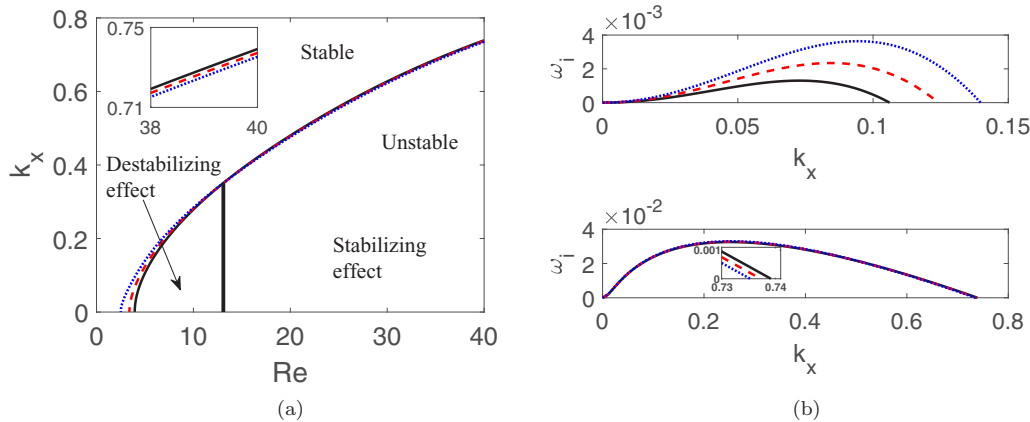 0.8
0.6
0.4
0.2
0
k_x
0.75
0.71
38
40
Stable
Unstable
Destabilizing
effect
Stabilizing
effect
0
10
20
30
40
Re
(a)
×10^-3
4
2
0
ω_i
0
0.05
0.1
0.15
k_x
×10^-2
4
2
0
ω_i
0.001
0
0.73
0.74
0
0.2
0.4
0.6
0.8
k_x
(b)